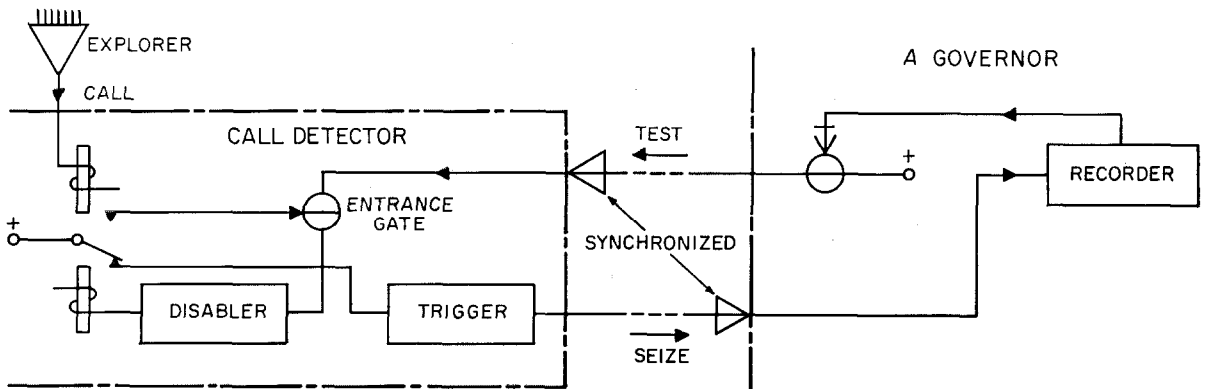 EXPLORER
A GOVERNOR
CALL
CALL DETECTOR
TEST
+
+
RECORDER
ENTRANCE
GATE
+
SYNCHRONIZED
DISABLER
TRIGGER
SEIZE